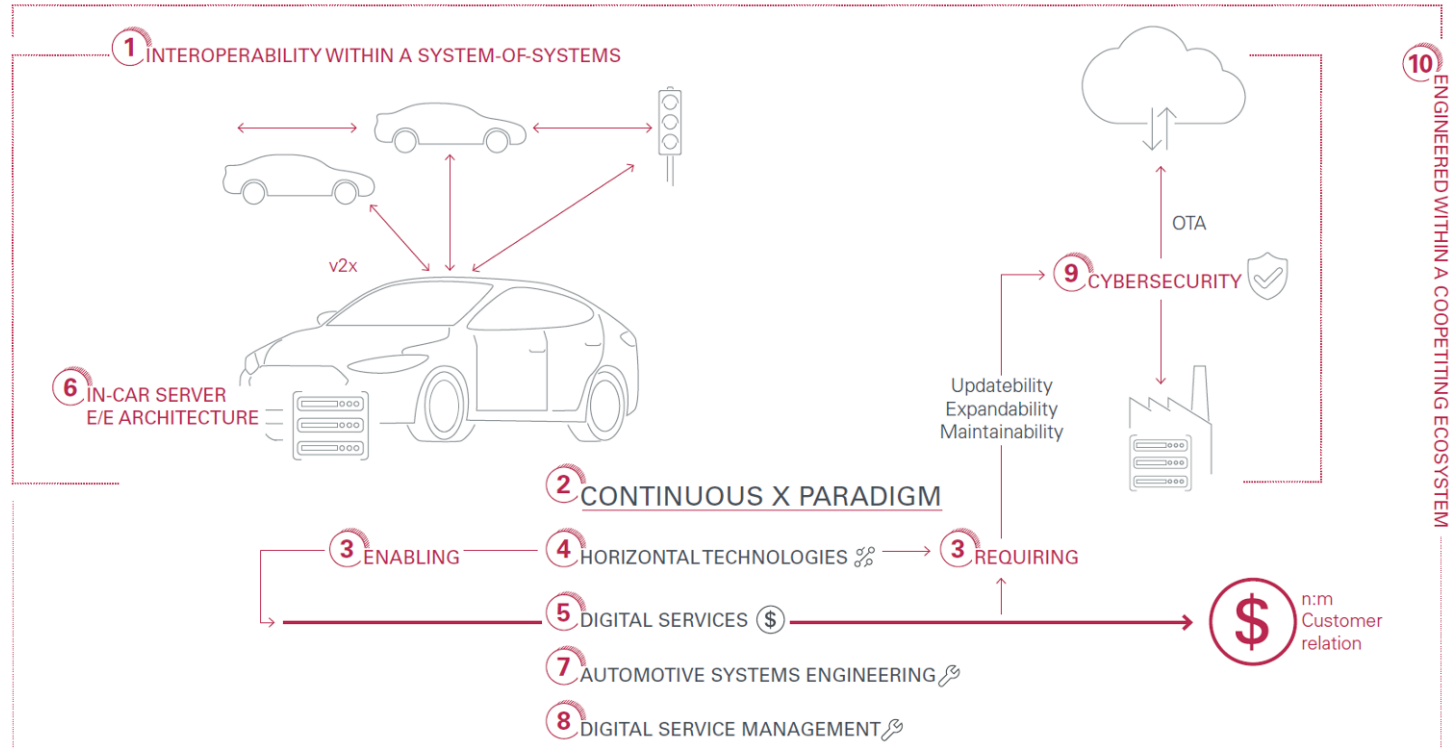 1 INTEROPERABILITY WITHIN A SYSTEM-OF-SYSTEMS
10 ENGINEERED WITHIN A COOPETITING ECOSYSTEM
v2x
OTA
9 CYBERSECURITY
6 IN-CAR SERVER
E/E ARCHITECTURE
Updatebility
Expandability
Maintainability
2 CONTINUOUS X PARADIGM
3 ENABLING
4 HORIZONTAL TECHNOLOGIES
3 REQUIRING
5 DIGITAL SERVICES $
$
n:m
Customer
relation
7 AUTOMOTIVE SYSTEMS ENGINEERING
8 DIGITAL SERVICE MANAGEMENT